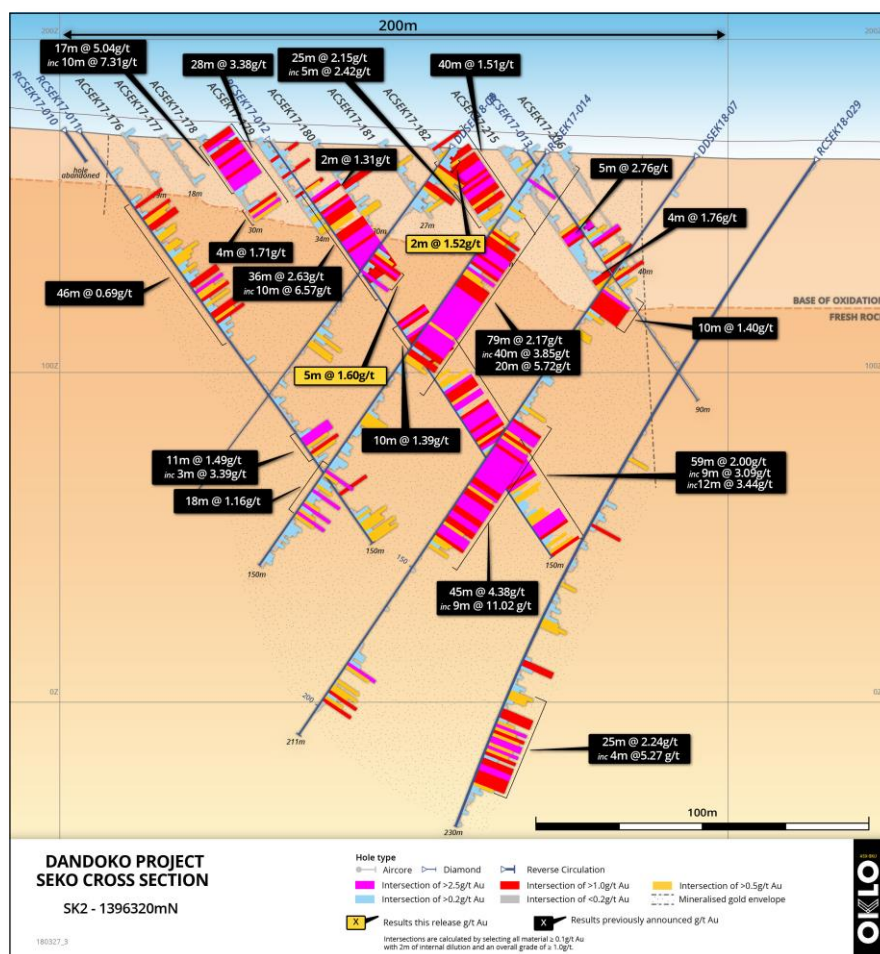 200Z
200m
200Z
17m @ 5.04g/t
inc 10m @ 7.31g/t
28m @ 3.38g/t
25m @ 2.15g/t
inc 5m @ 2.42g/t
40m @ 1.51g/t
RCSEK17-010
RCSEK17-011
ACSEK17-176
ACSEK17-177
ACSEK17-178
ACSEK17-179
RCSEK17-012
ACSEK17-180
ACSEK17-181
ACSEK17-182
ACSEK17-215
RCSEK17-013
RCSEK17-014
DDSEK18-07
RCSEK18-029
hole
abandoned
18m
30m
34m
27m
2m @ 1.31g/t
5m @ 2.76g/t
4m @ 1.76g/t
2m @ 1.52g/t
4m @ 1.71g/t
36m @ 2.63g/t
inc 10m @ 6.57g/t
46m @ 0.69g/t
BASE OF OXIDATION
FRESH ROCK
10m @ 1.40g/t
79m @ 2.17g/t
inc 40m @ 3.85g/t
20m @ 5.72g/t
5m @ 1.60g/t
100Z
100Z
90m
10m @ 1.39g/t
11m @ 1.49g/t
inc 3m @ 3.39g/t
59m @ 2.00g/t
inc 9m @ 3.09g/t
inc12m @ 3.44g/t
18m @ 1.16g/t
150m
150m
150
150m
45m @ 4.38g/t
inc 9m @ 11.02 g/t
0Z
200
0Z
211m
25m @ 2.24g/t
inc 4m @5.27 g/t
230m
100m
DANDOKO PROJECT
SEKO CROSS SECTION
SK2 - 1396320mN
180327_3
Hole type
Aircore
Diamond
Reverse Circulation
Intersection of >2.5g/t Au
Intersection of >1.0g/t Au
Intersection of >0.5g/t Au
Intersection of >0.2g/t Au
Intersection of <0.2g/t Au
Mineralised gold envelope
X
Results this release g/t Au
X
Results previously announced g/t Au
Intersections are calculated by selecting all material ≥ 0.1g/t Au
with 2m of internal dilution and an overall grade of ≥ 1.0g/t.
OKLO